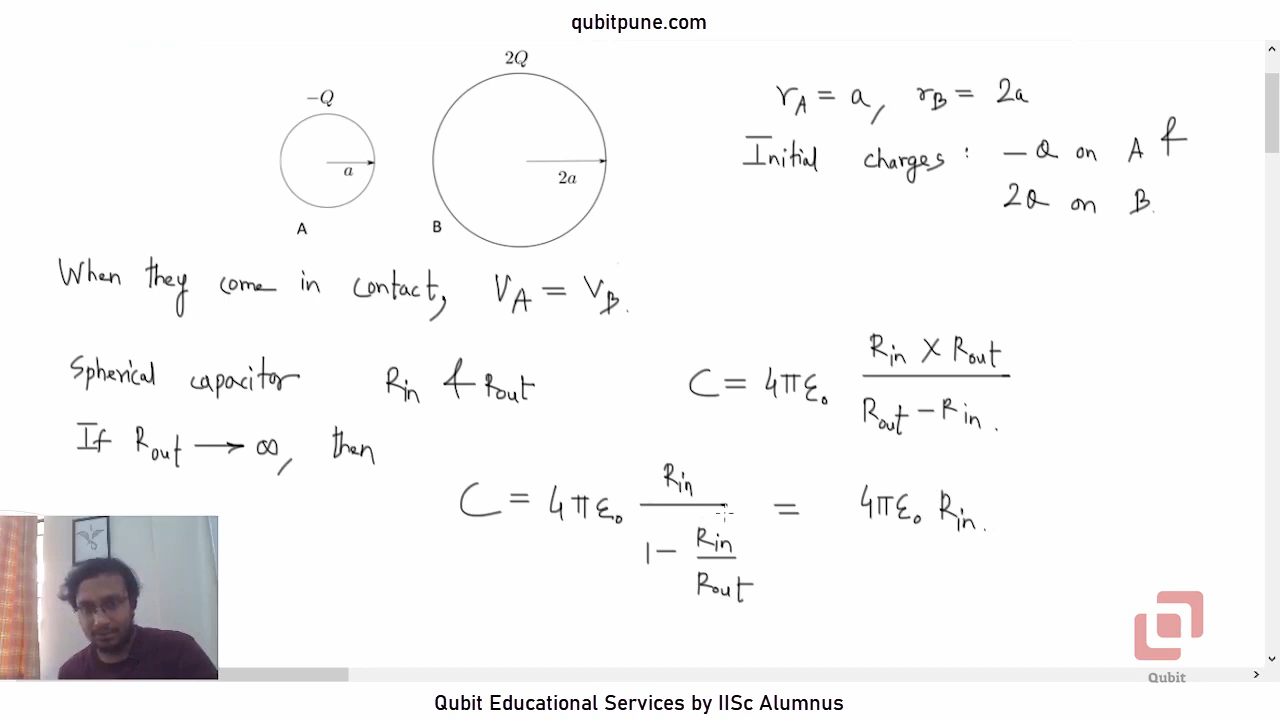 qubitpune.com
2Q
−Q
a
2a
A
B
r_A = a, r_B = 2a
Initial charges : −Q on A &
2Q on B.
When they come in contact, V_A = V_B.
Spherical capacitor R_in & R_out
C = 4πε₀ (R_in × R_out) / (R_out − R_in).
If R_out ⟶ ∞, then
C = 4πε₀ R_in / (1 − R_in / R_out) = 4πε₀ R_in.
Qubit
Qubit Educational Services by IISc Alumnus